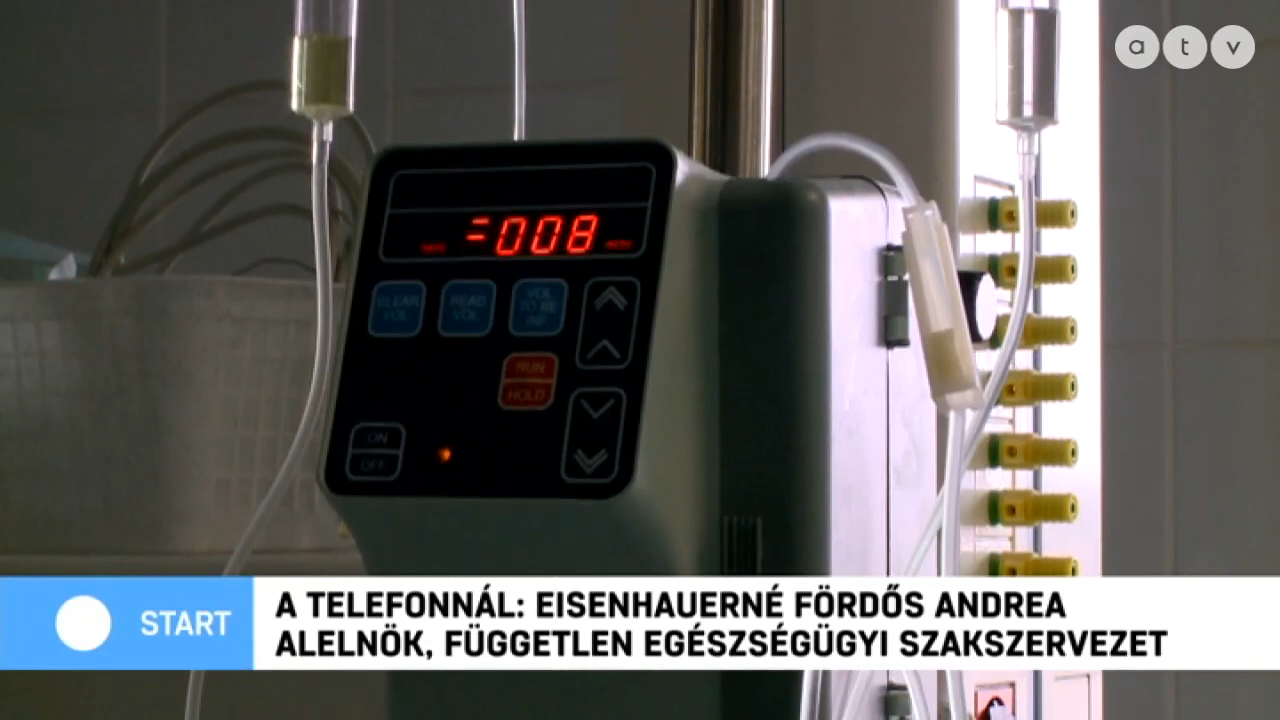 a t v
008
CLEAR
VOL
READ
VOL
VOL
TO BE
INF
RUN
HOLD
ON
OFF
START
A TELEFONNÁL: EISENHAUERNÉ FÖRDŐS ANDREA
ALELNÖK, FÜGGETLEN EGÉSZSÉGÜGYI SZAKSZERVEZET